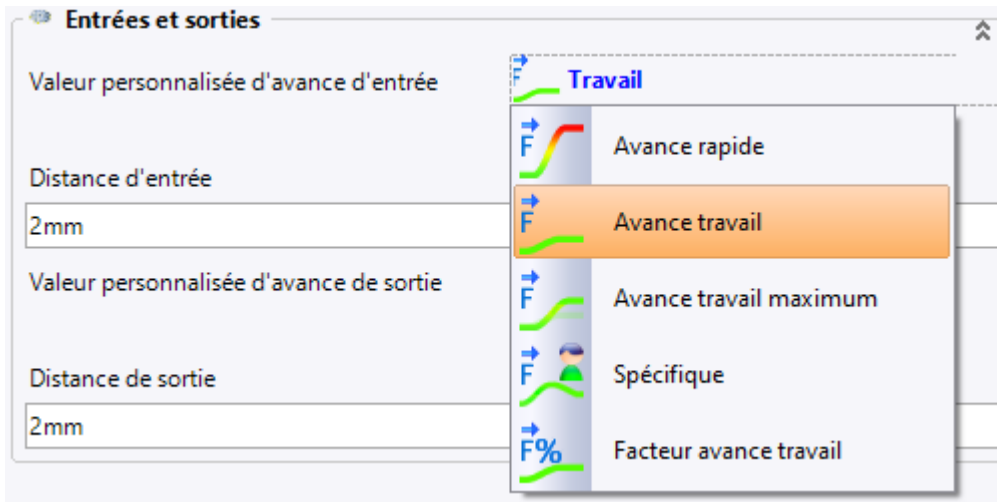 Entrées et sorties
Valeur personnalisée d'avance d'entrée
F Travail
F Avance rapide
Distance d'entrée
2mm
F Avance travail
Valeur personnalisée d'avance de sortie
F Avance travail maximum
Distance de sortie
F Spécifique
2mm
F% Facteur avance travail